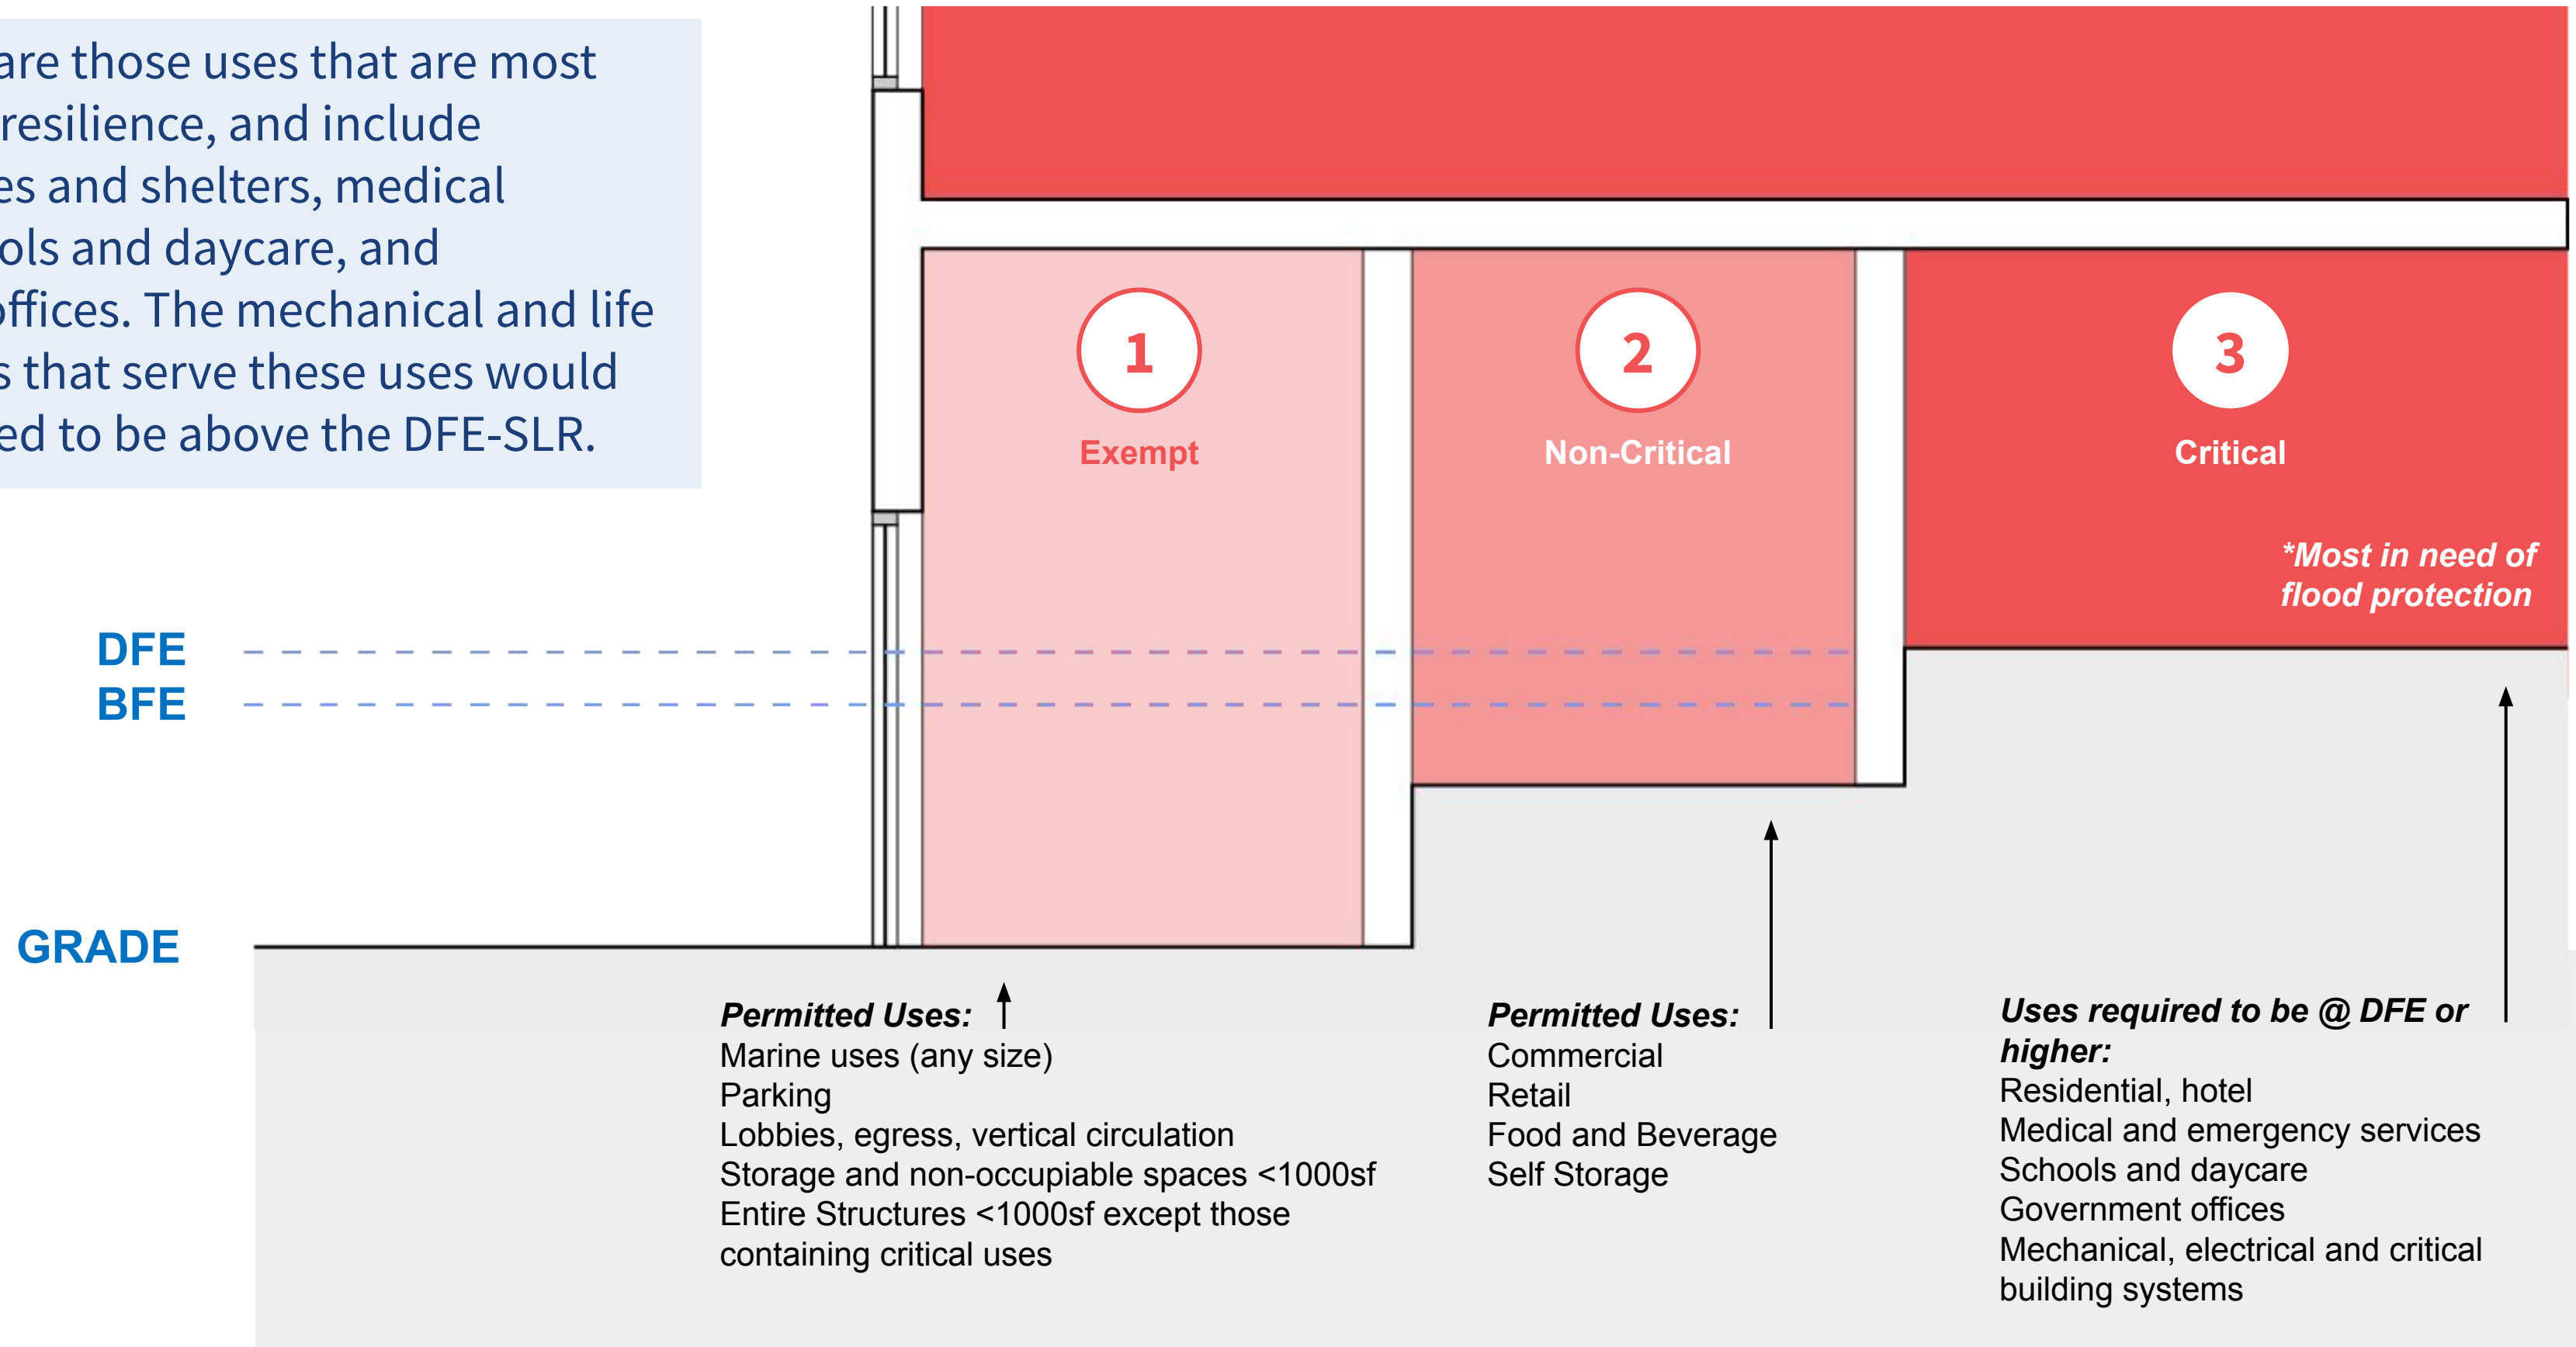 are those uses that are most
resilience, and include
es and shelters, medical
ols and daycare, and
offices. The mechanical and life
s that serve these uses would
ed to be above the DFE-SLR.
1
Exempt
2
Non-Critical
3
Critical
*Most in need of
flood protection
DFE
BFE
GRADE
Permitted Uses:
Marine uses (any size)
Parking
Lobbies, egress, vertical circulation
Storage and non-occupiable spaces <1000sf
Entire Structures <1000sf except those
containing critical uses
Permitted Uses:
Commercial
Retail
Food and Beverage
Self Storage
Uses required to be @ DFE or
higher:
Residential, hotel
Medical and emergency services
Schools and daycare
Government offices
Mechanical, electrical and critical
building systems